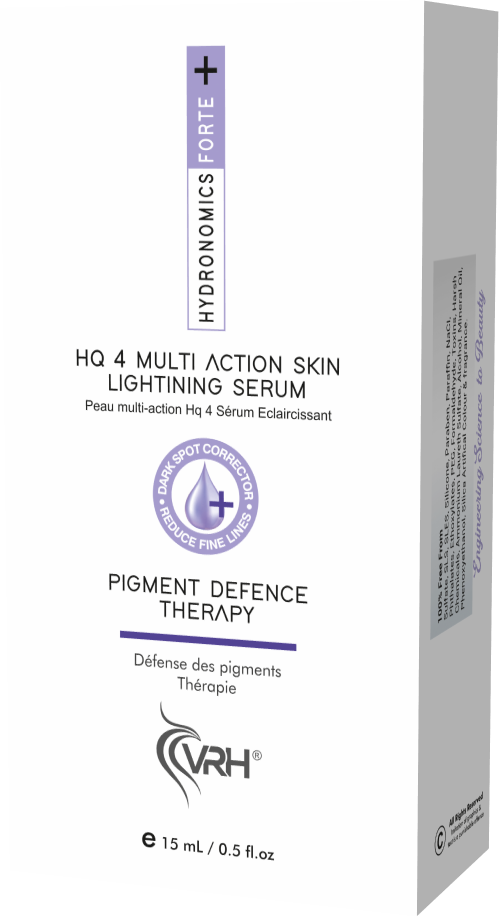 HYDRONOMICS FORTE +
HQ 4 MULTI ACTION SKIN
LIGHTINING SERUM
Peau multi-action Hq 4 Sérum Eclaircissant
• DARK SPOT CORRECTOR •
REDUCE FINE LINES
PIGMENT DEFENCE
THERAPY
Défense des pigments
Thérapie
VRH®
e 15 mL / 0.5 fl.oz
100% Free From
Sulfate, SLS, SLES, Silicone, Paraben, Paraffin, NaCl,
Phthallates, Ethoxylates, PEG, Formaldehyde, Toxins, Harsh
Chemicals, Ammonium Laureth Sulfate, Alcohol, Mineral Oil,
Phenoxyethanol, Silica Artifical Colour & fragrance.
Engineering Science to Beauty
© All Rights Reserved